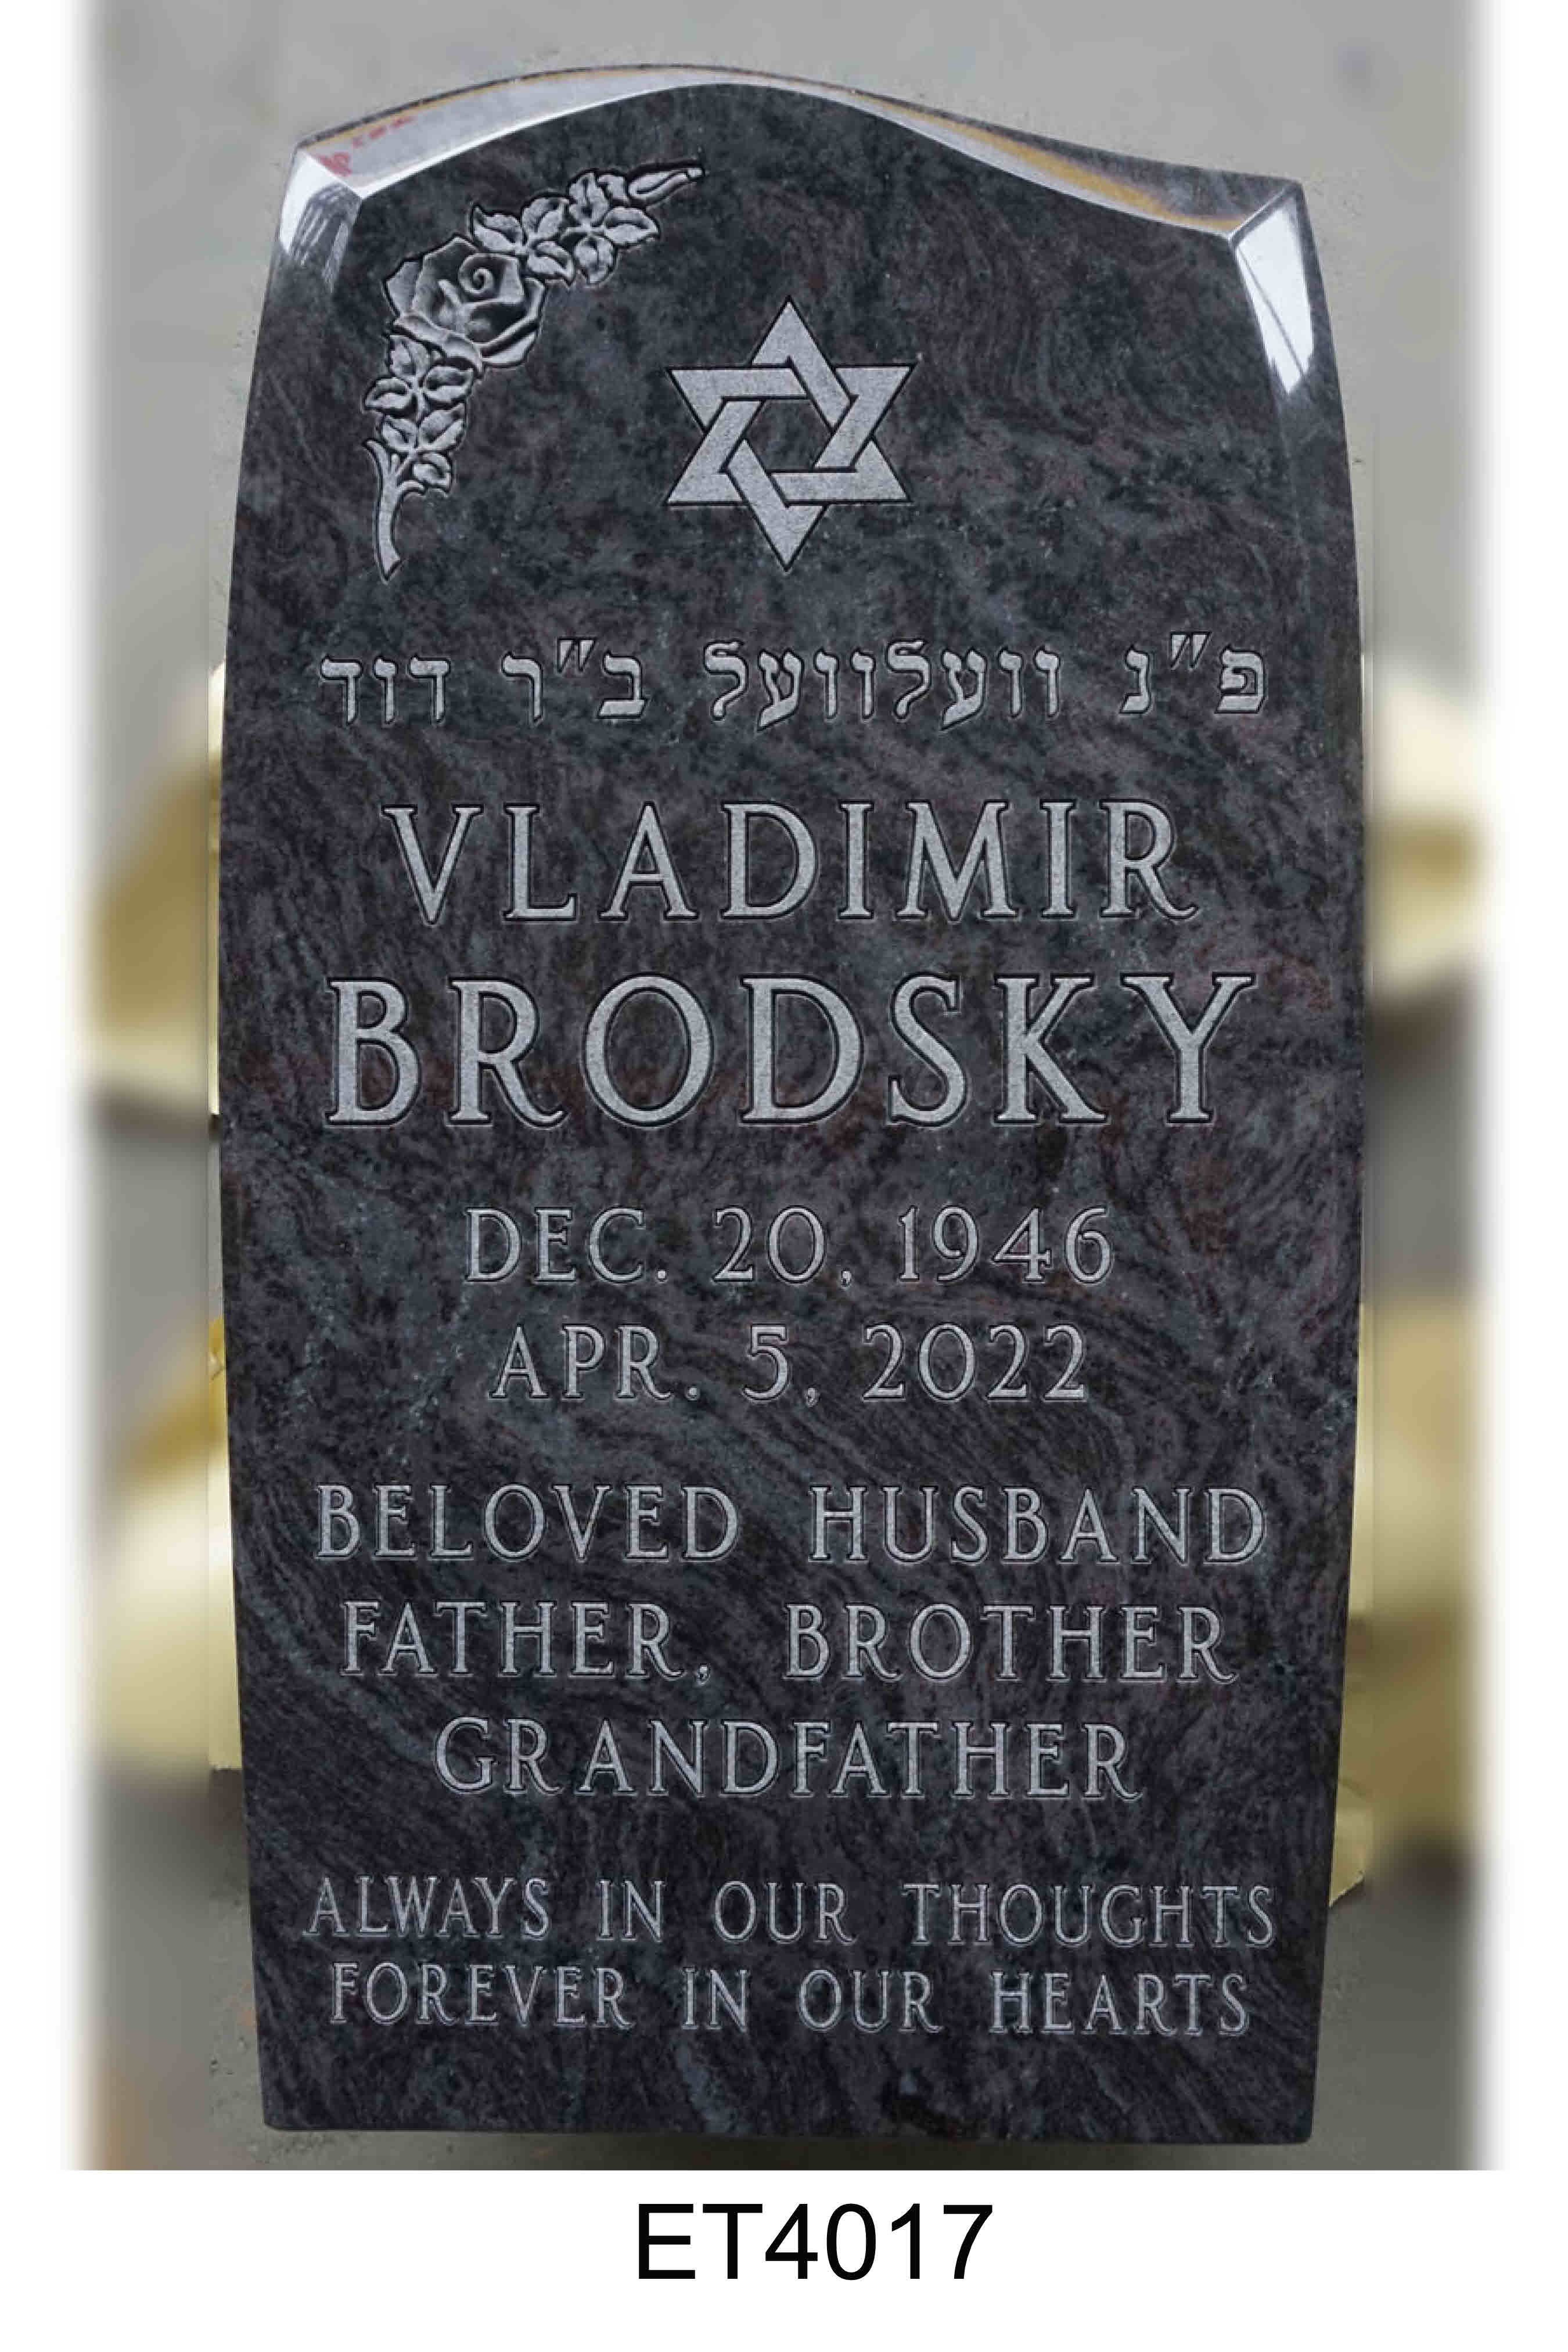 פ"נ וועלוועל ב"ר דוד
VLADIMIR
BRODSKY
DEC. 20, 1946
APR. 5, 2022
BELOVED HUSBAND
FATHER, BROTHER
GRANDFATHER
ALWAYS IN OUR THOUGHTS
FOREVER IN OUR HEARTS
ET4017